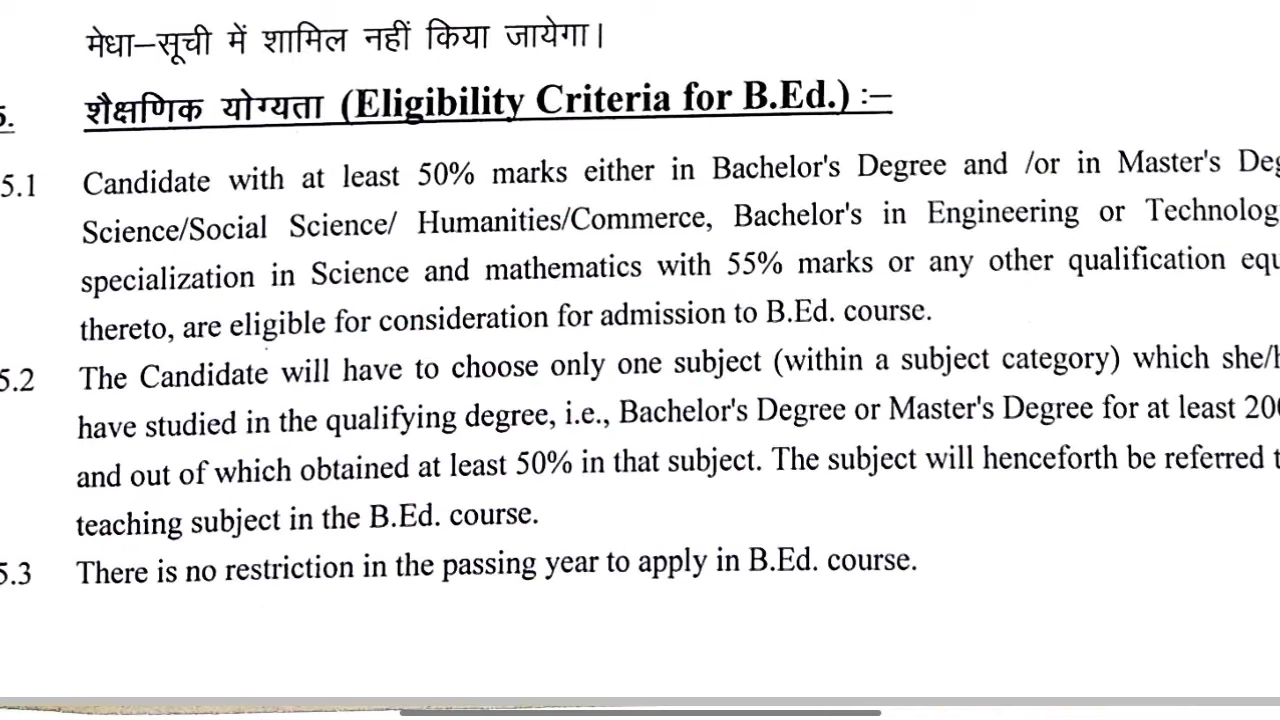 मेधा–सूची में शामिल नहीं किया जायेगा।
5. शैक्षणिक योग्यता (Eligibility Criteria for B.Ed.) :–
5.1 Candidate with at least 50% marks either in Bachelor's Degree and /or in Master's
Science/Social Science/ Humanities/Commerce, Bachelor's in Engineering or
specialization in Science and mathematics with 55% marks or any other qualification
thereto, are eligible for consideration for admission to B.Ed. course.
5.2 The Candidate will have to choose only one subject (within a subject category) which
have studied in the qualifying degree, i.e., Bachelor's Degree or Master's Degree for at least
and out of which obtained at least 50% in that subject. The subject will henceforth be referred
teaching subject in the B.Ed. course.
5.3 There is no restriction in the passing year to apply in B.Ed. course.